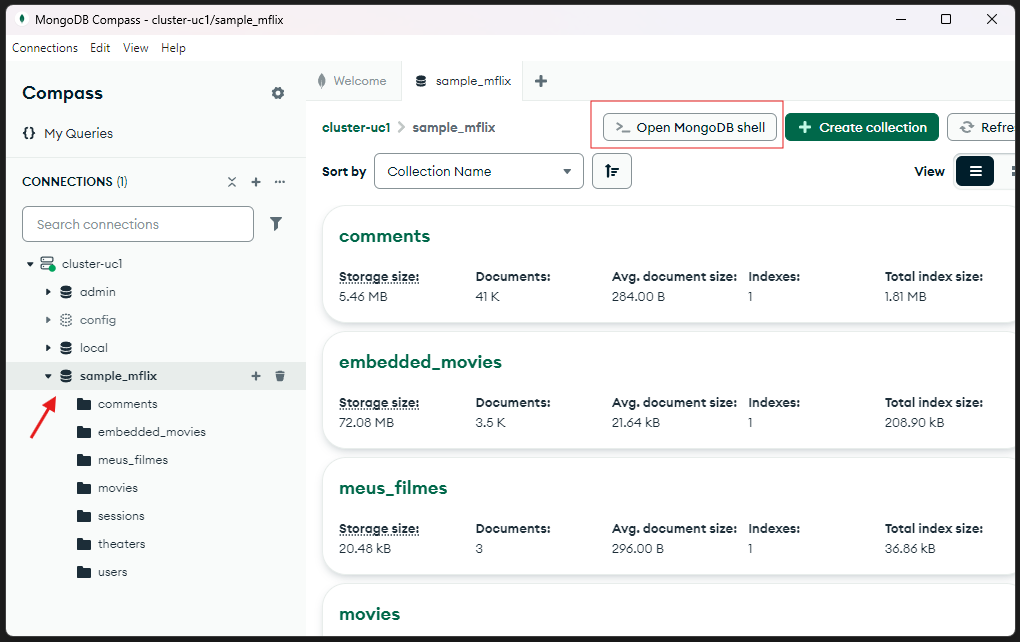 MongoDB Compass - cluster-uc1/sample_mflix
Connections Edit View Help
Compass
{} My Queries
CONNECTIONS (1)
Search connections
cluster-uc1
admin
config
local
sample_mflix
comments
embedded_movies
meus_filmes
movies
sessions
theaters
users
Welcome
sample_mflix
cluster-uc1 > sample_mflix
>_ Open MongoDB shell
+ Create collection
Refre
Sort by
Collection Name
View
comments
Storage size: Documents: Avg. document size: Indexes: Total index size:
5.46 MB 41 K 284.00 B 1 1.81 MB
embedded_movies
Storage size: Documents: Avg. document size: Indexes: Total index size:
72.08 MB 3.5 K 21.64 kB 1 208.90 kB
meus_filmes
Storage size: Documents: Avg. document size: Indexes: Total index size:
20.48 kB 3 296.00 B 1 36.86 kB
movies